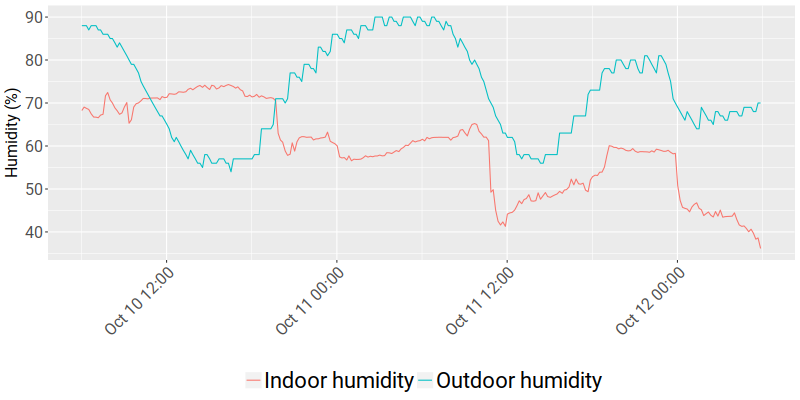 Humidity (%)
90
80
70
60
50
40
Oct 10 12:00
Oct 11 00:00
Oct 11 12:00
Oct 12 00:00
Indoor humidity
Outdoor humidity